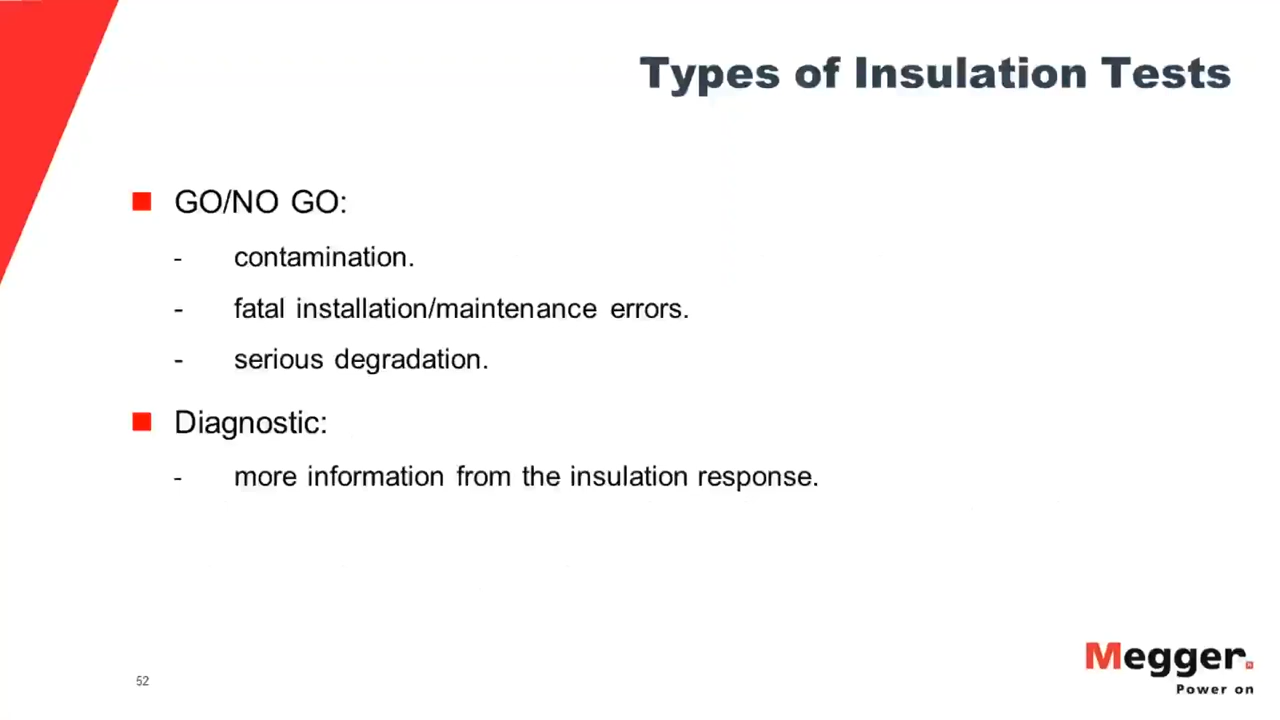 Types of Insulation Tests
GO/NO GO:
- contamination.
- fatal installation/maintenance errors.
- serious degradation.
Diagnostic:
- more information from the insulation response.
52
Megger.
Power on